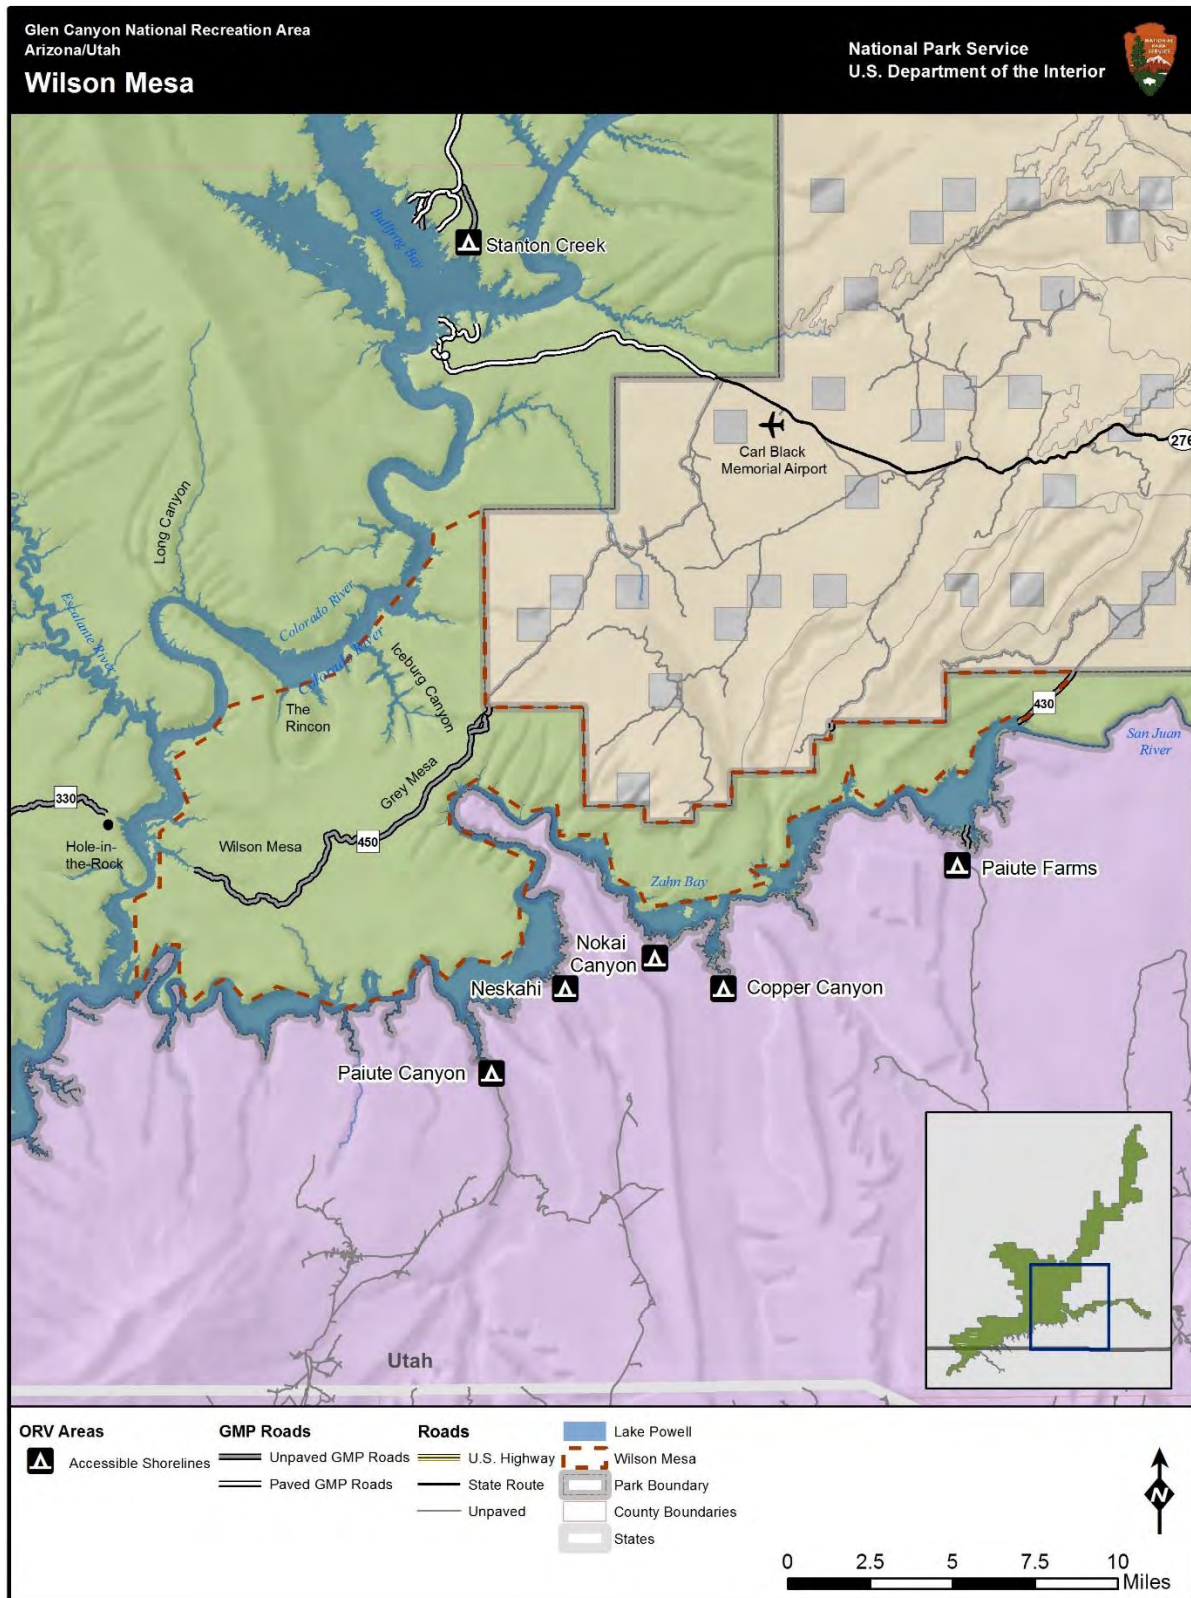 Glen Canyon National Recreation Area
Arizona/Utah
Wilson Mesa
National Park Service
U.S. Department of the Interior
NATIONAL
PARK
SERVICE
Bullfrog Bay
Stanton Creek
276
Carl Black
Memorial Airport
Long Canyon
Escalante River
Colorado River
Colorado River
Iceburg Canyon
The
Rincon
430
San Juan
River
Grey Mesa
330
Hole-in-
the-Rock
Wilson Mesa
450
Zahn Bay
Paiute Farms
Nokai
Canyon
Neskahi
Copper Canyon
Paiute Canyon
Utah
ORV Areas
Accessible Shorelines
GMP Roads
Unpaved GMP Roads
Paved GMP Roads
Roads
U.S. Highway
State Route
Unpaved
Lake Powell
Wilson Mesa
Park Boundary
County Boundaries
States
N
0 2.5 5 7.5 10
Miles